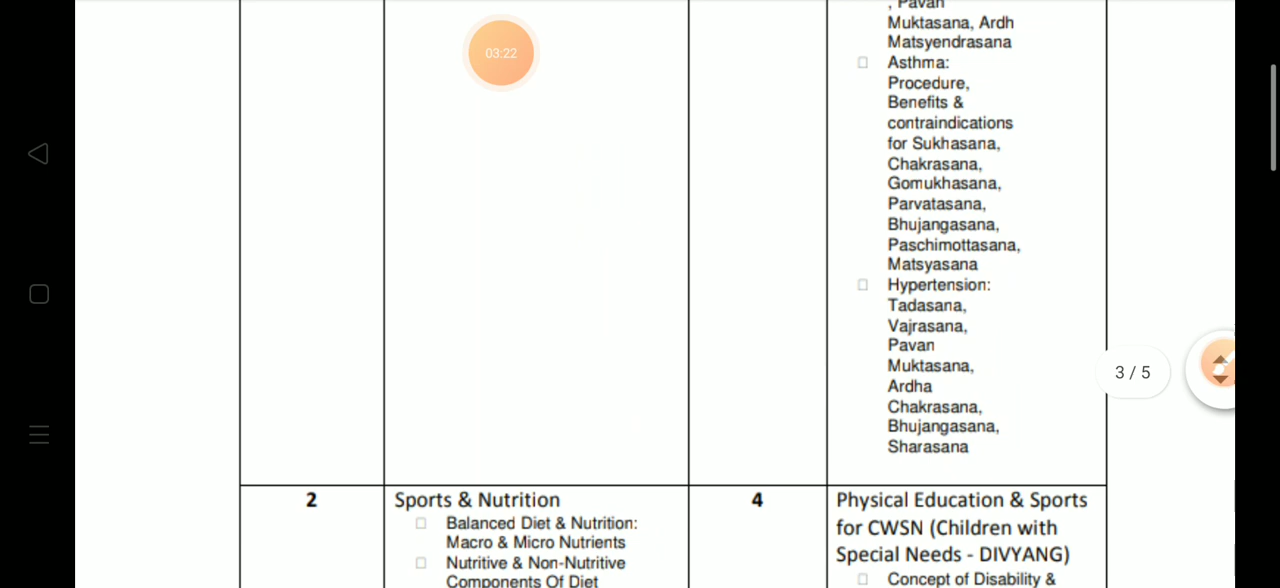 03:22
, Pavan
Muktasana, Ardh
Matsyendrasana
Asthma:
Procedure,
Benefits &
contraindications
for Sukhasana,
Chakrasana,
Gomukhasana,
Parvatasana,
Bhujangasana,
Paschimottasana,
Matsyasana
Hypertension:
Tadasana,
Vajrasana,
Pavan
Muktasana,
Ardha
Chakrasana,
Bhujangasana,
Sharasana
3 / 5
2
Sports & Nutrition
Balanced Diet & Nutrition:
Macro & Micro Nutrients
Nutritive & Non-Nutritive
Components Of Diet
4
Physical Education & Sports
for CWSN (Children with
Special Needs - DIVYANG)
Concept of Disability &